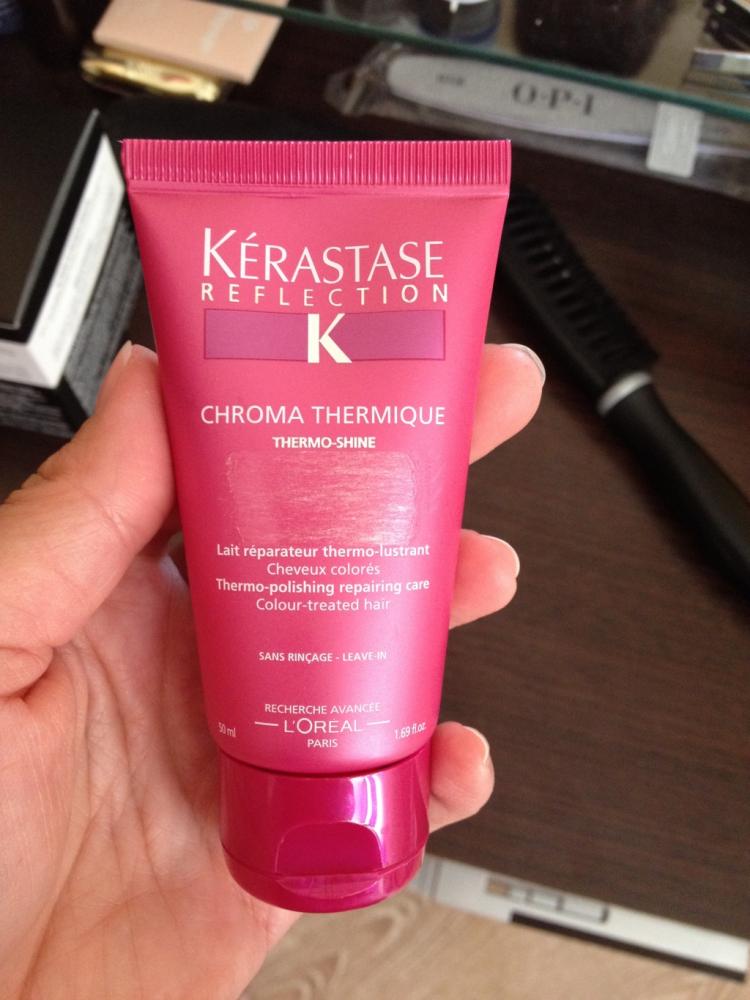 O·P·I
KÉRASTASE
REFLECTION
K
CHROMA THERMIQUE
THERMO-SHINE
Lait réparateur thermo-lustrant
Cheveux colorés
Thermo-polishing repairing care
Colour-treated hair
SANS RINÇAGE - LEAVE-IN
RECHERCHE AVANCÉE
L'ORÉAL
PARIS
50 ml
1.69 fl.oz.